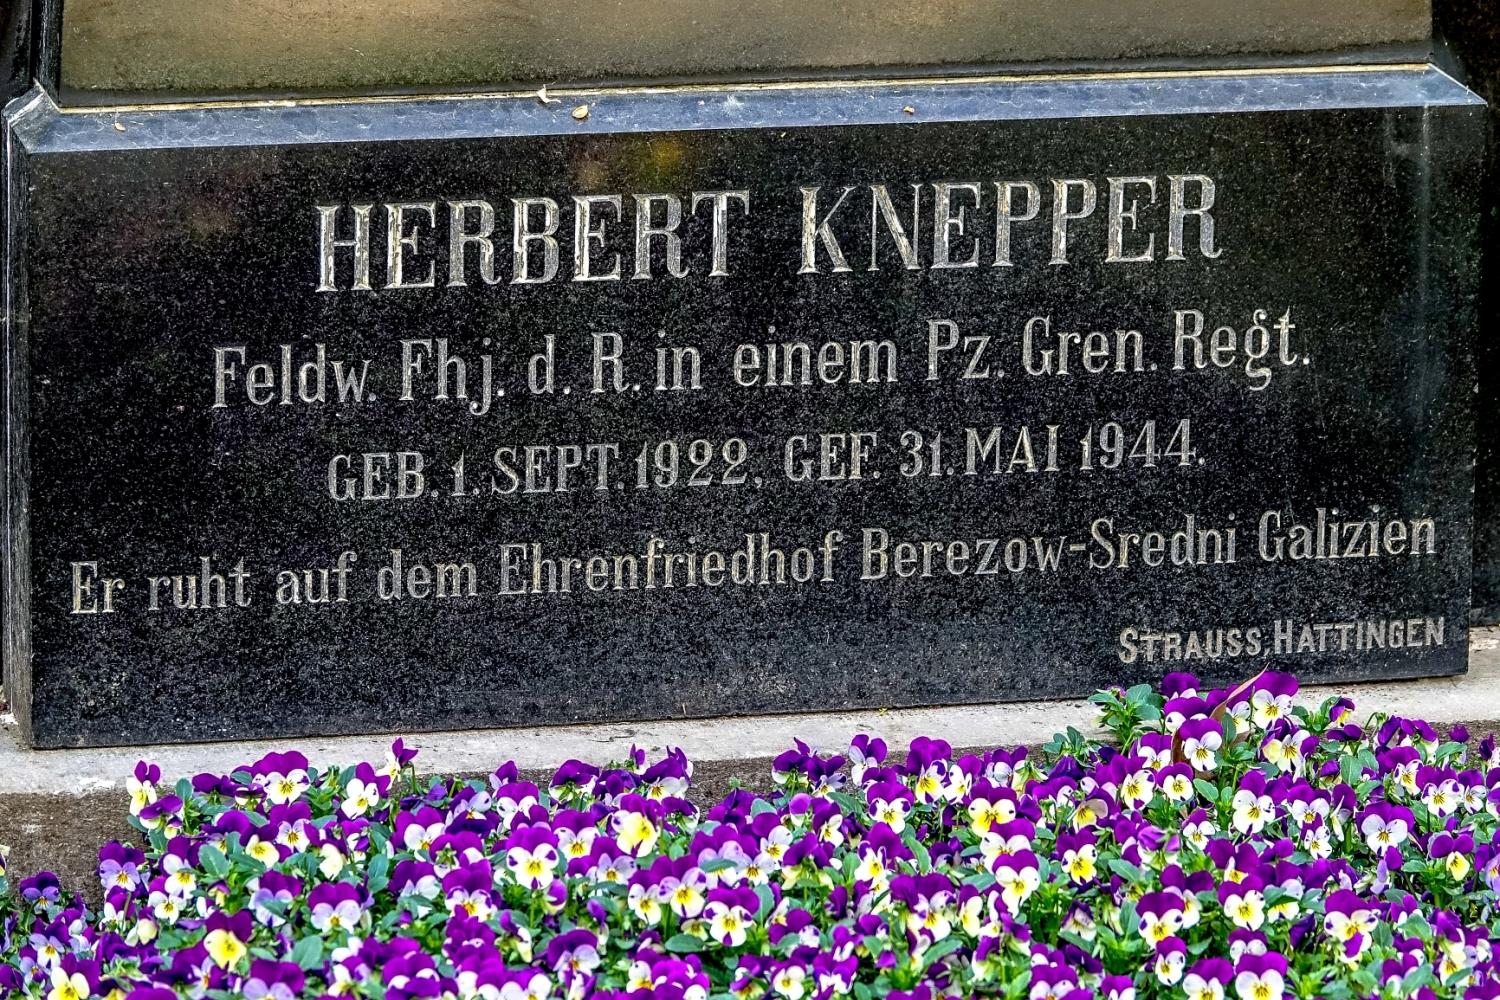 HERBERT KNEPPER
Feldw. Fhj. d. R. in einem Pz. Gren. Regt.
GEB. 1. SEPT. 1922, GEF. 31. MAI 1944.
Er ruht auf dem Ehrenfriedhof Berezow-Sredni Galizien
STRAUSS, HATTINGEN